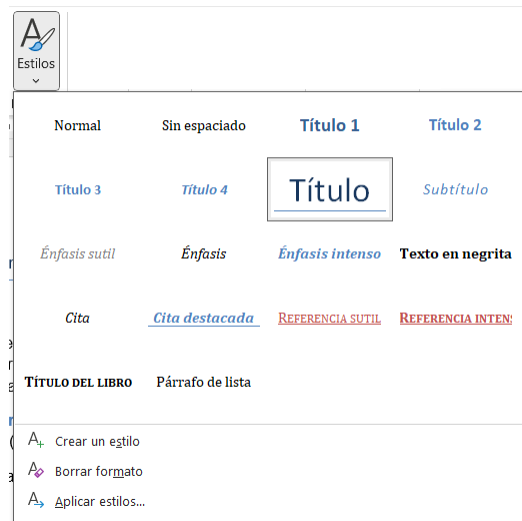 Estilos
Normal
Sin espaciado
Título 1
Título 2
Título 3
Título 4
Título
Subtítulo
Énfasis sutil
Énfasis
Énfasis intenso
Texto en negrita
Cita
Cita destacada
Referencia sutil
Referencia intens
Título del libro
Párrafo de lista
Crear un estilo
Borrar formato
Aplicar estilos...